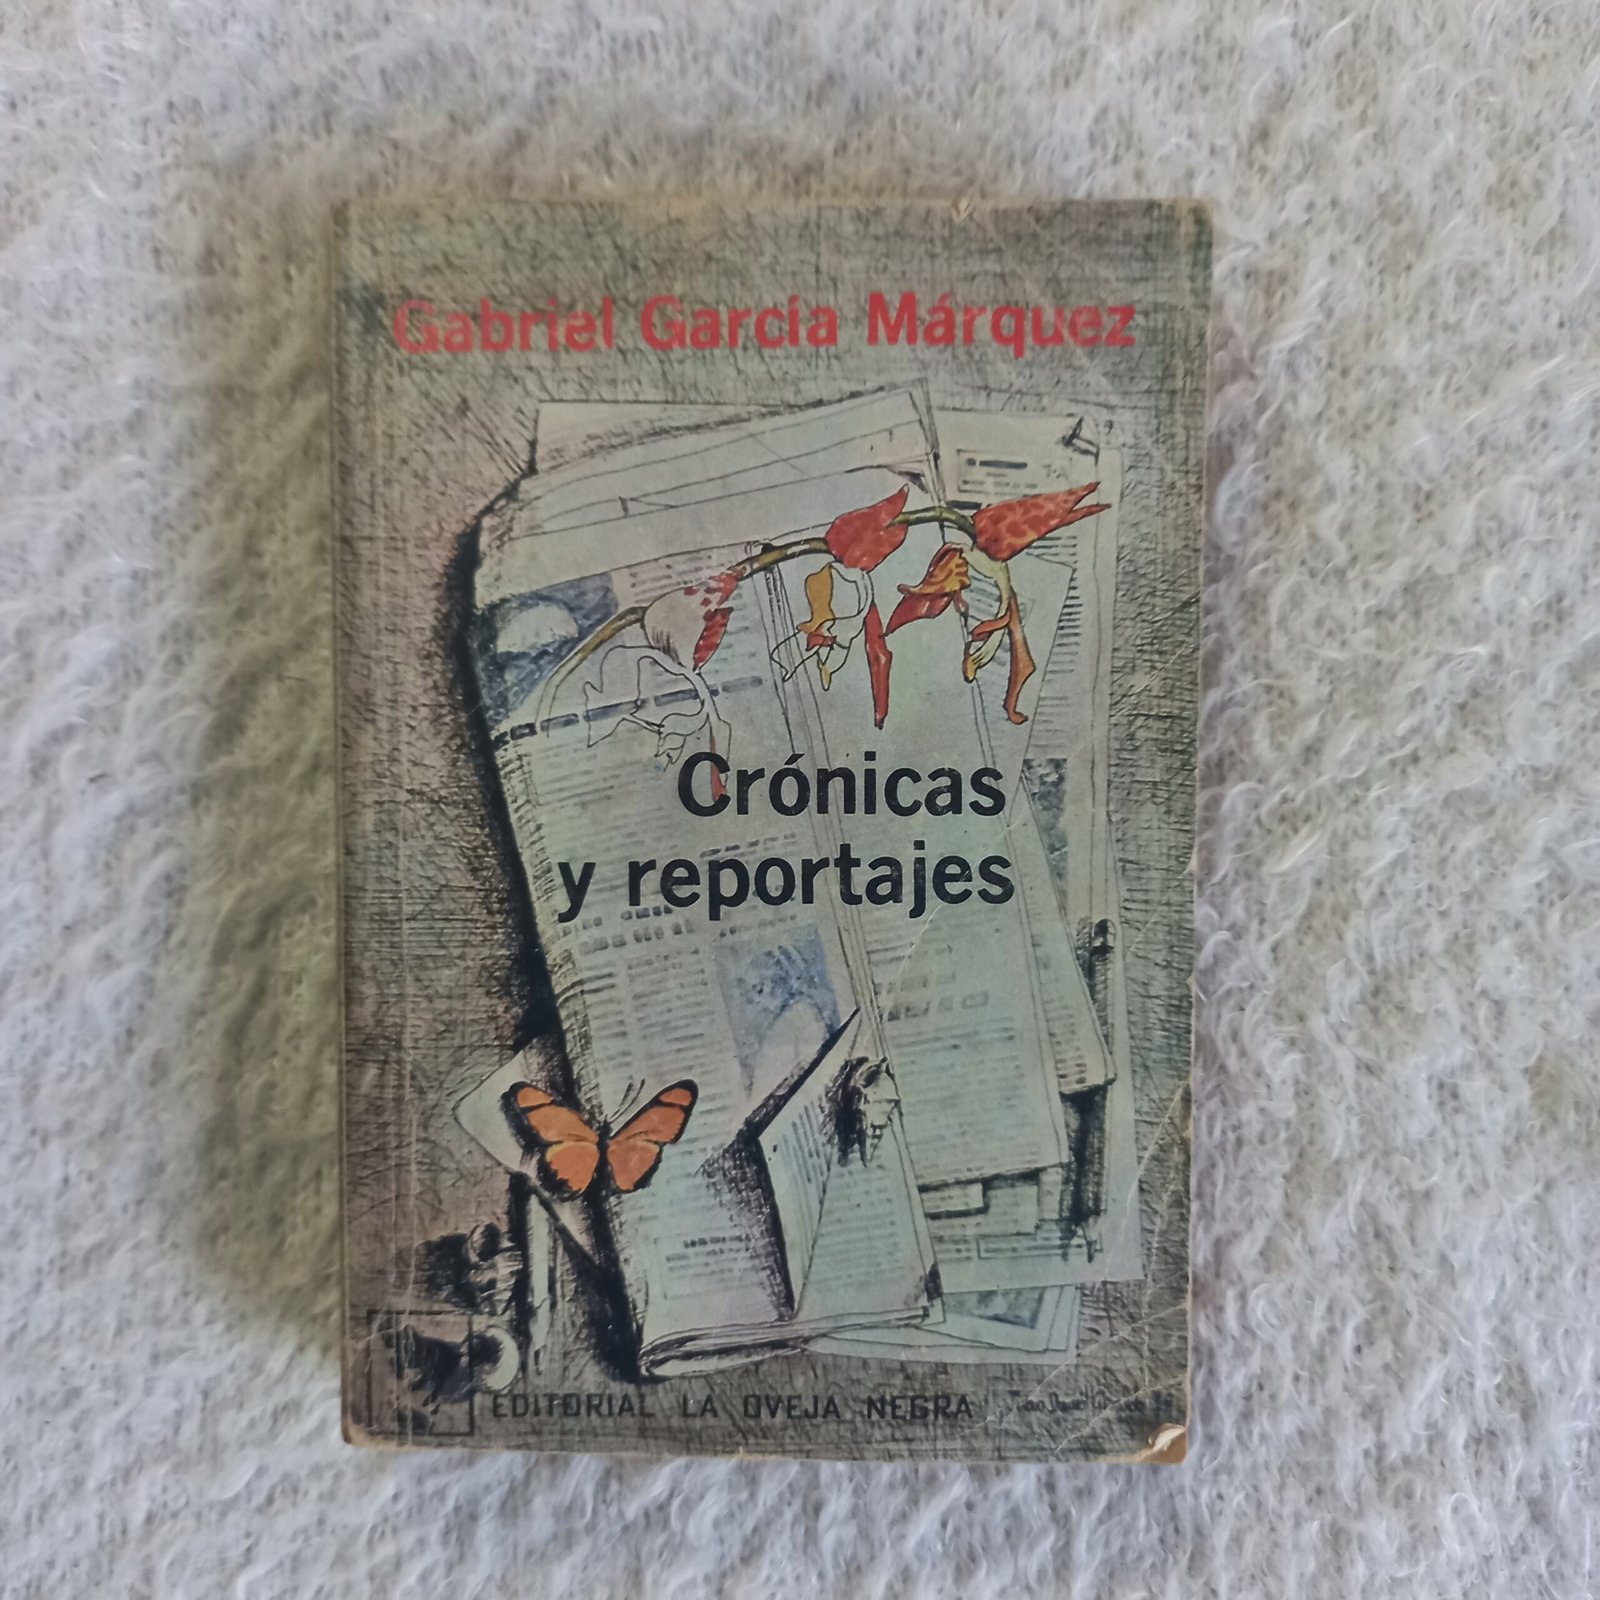 Gabriel García Márquez
Crónicas
y reportajes
EDITORIAL LA OVEJA NEGRA